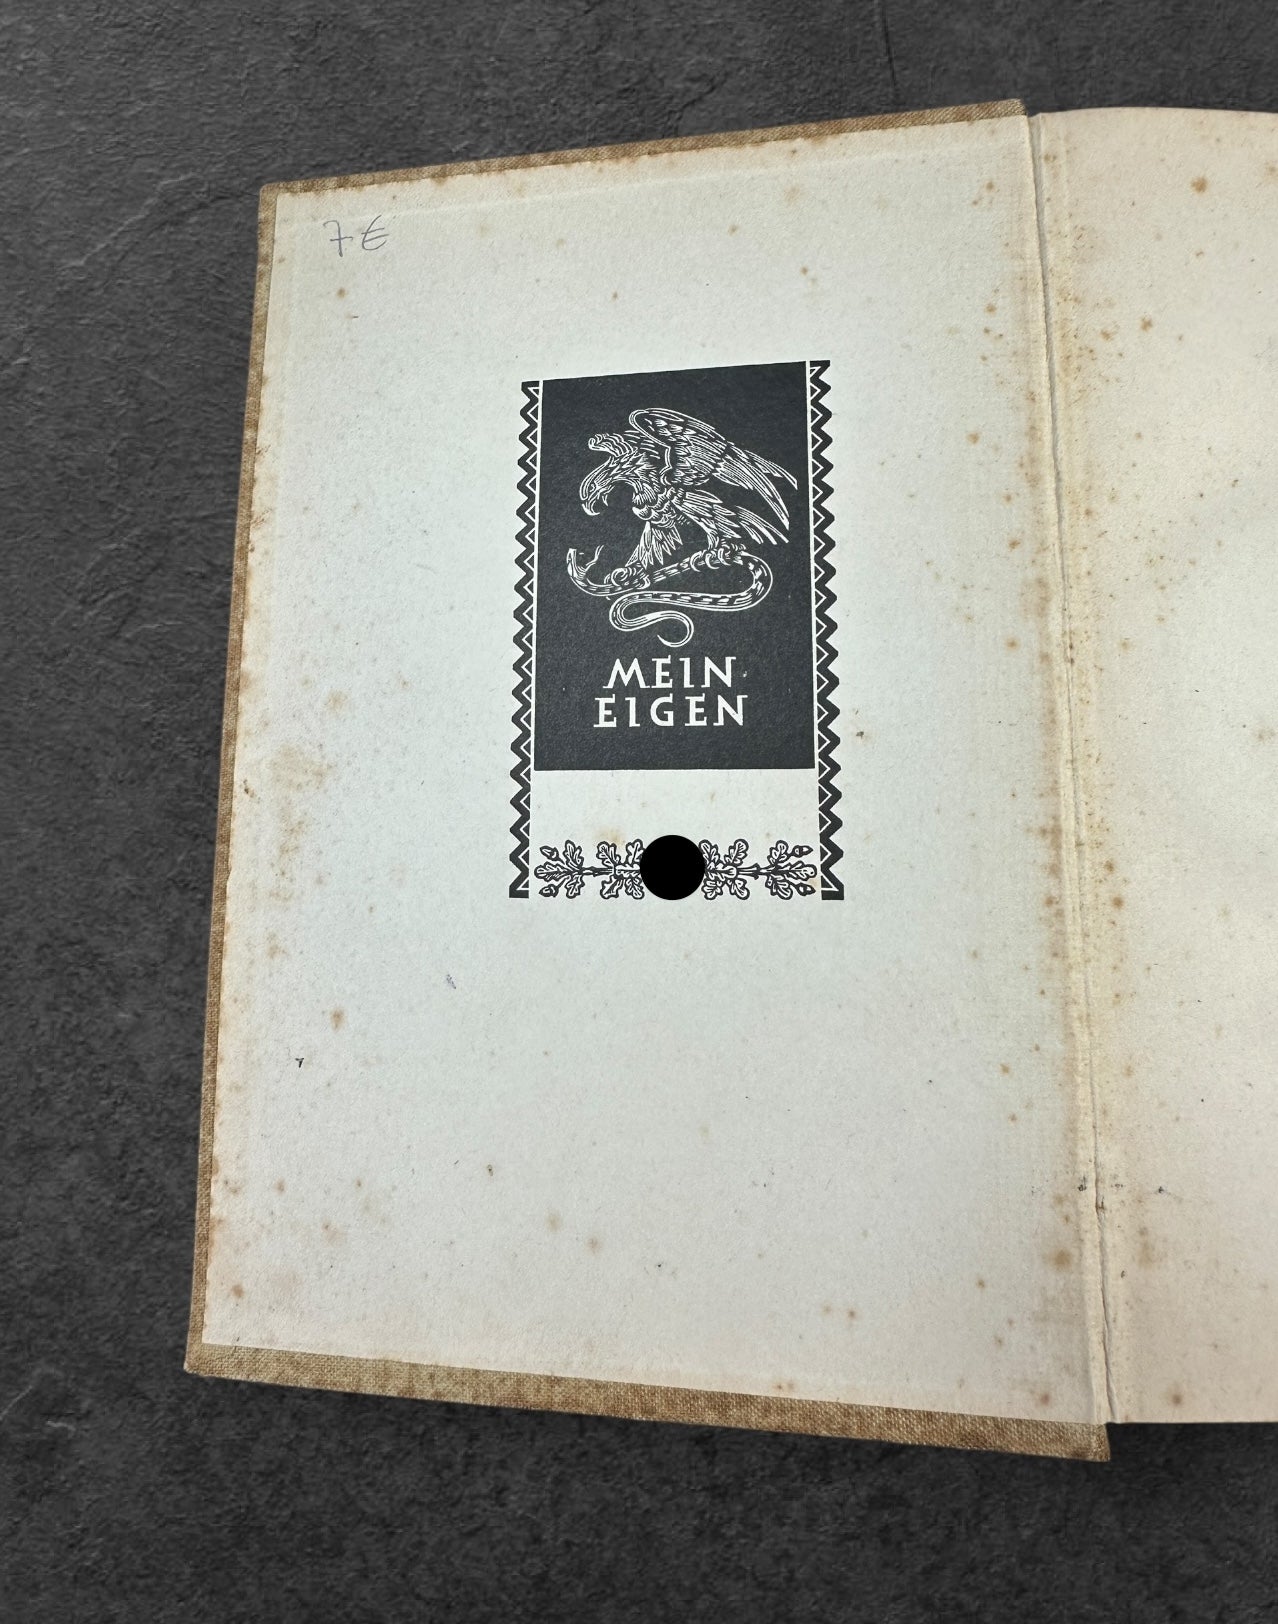 7 €
MEIN
EIGEN